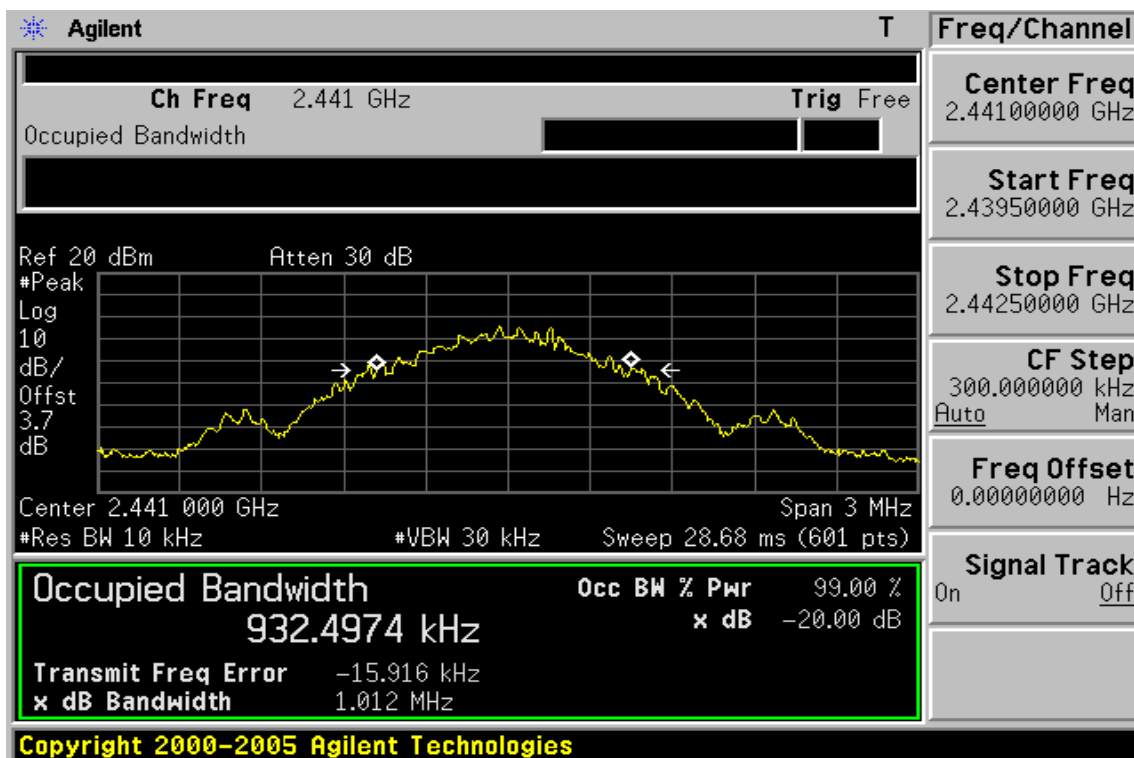 Agilent T
Ch Freq 2.441 GHz Trig Free
Occupied Bandwidth
Ref 20 dBm Atten 30 dB
#Peak
Log
10
dB/
Offst
3.7
dB
Center 2.441 000 GHz Span 3 MHz
#Res BW 10 kHz #VBW 30 kHz Sweep 28.68 ms (601 pts)
Occupied Bandwidth Occ BW % Pwr 99.00 %
932.4974 kHz x dB -20.00 dB
Transmit Freq Error -15.916 kHz
x dB Bandwidth 1.012 MHz
Copyright 2000-2005 Agilent Technologies
Freq/Channel
Center Freq
2.44100000 GHz
Start Freq
2.43950000 GHz
Stop Freq
2.44250000 GHz
CF Step
300.000000 kHz
Auto Man
Freq Offset
0.00000000 Hz
Signal Track
On Off